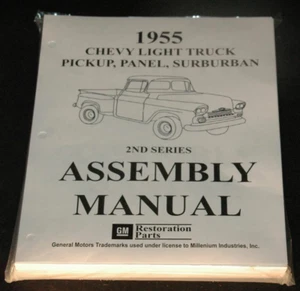 1955
CHEVY LIGHT TRUCK
PICKUP, PANEL, SURBURBAN
2ND SERIES
ASSEMBLY
MANUAL
GM Restoration
Parts
General Motors Trademarks used under license to Millenium Industries, Inc.